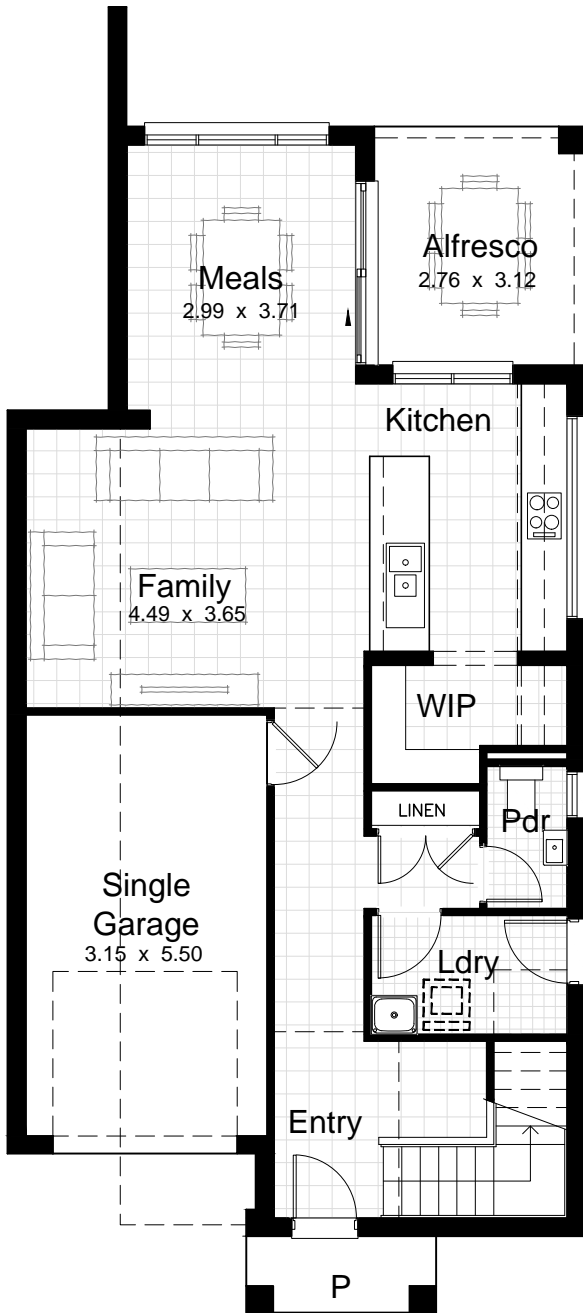 Meals
2.99 x 3.71
Alfresco
2.76 x 3.12
Kitchen
Family
4.49 x 3.65
WIP
LINEN
Pdr
Single
Garage
3.15 x 5.50
Ldry
Entry
P